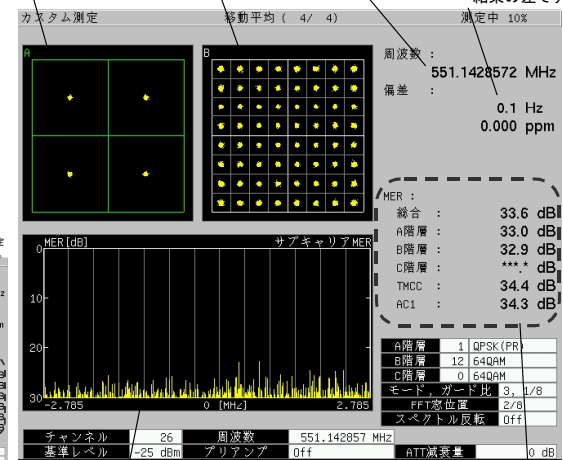 結果の差です
カスタム測定 移動平均( 4/ 4) 測定中 10%
A
B
周波数 :
551.1428572 MHz
偏差 :
0.1 Hz
0.000 ppm
MER :
総合 : 33.6 dB
A階層 : 33.0 dB
B階層 : 32.9 dB
C階層 : ***.* dB
TMCC : 34.4 dB
AC1 : 34.3 dB
MER[dB] サブキャリアMER
0
10
20
30
-2.785 0 [MHz] 2.785
A階層 1 QPSK(PR)
B階層 12 64QAM
C階層 0 64QAM
モード, ガード比 3, 1/8
FFT窓位置 2/8
スペクトル反転 Off
チャンネル 26 周波数 551.142857 MHz
基準レベル -25 dBm プリアンプ Off ATT減衰量 0 dB